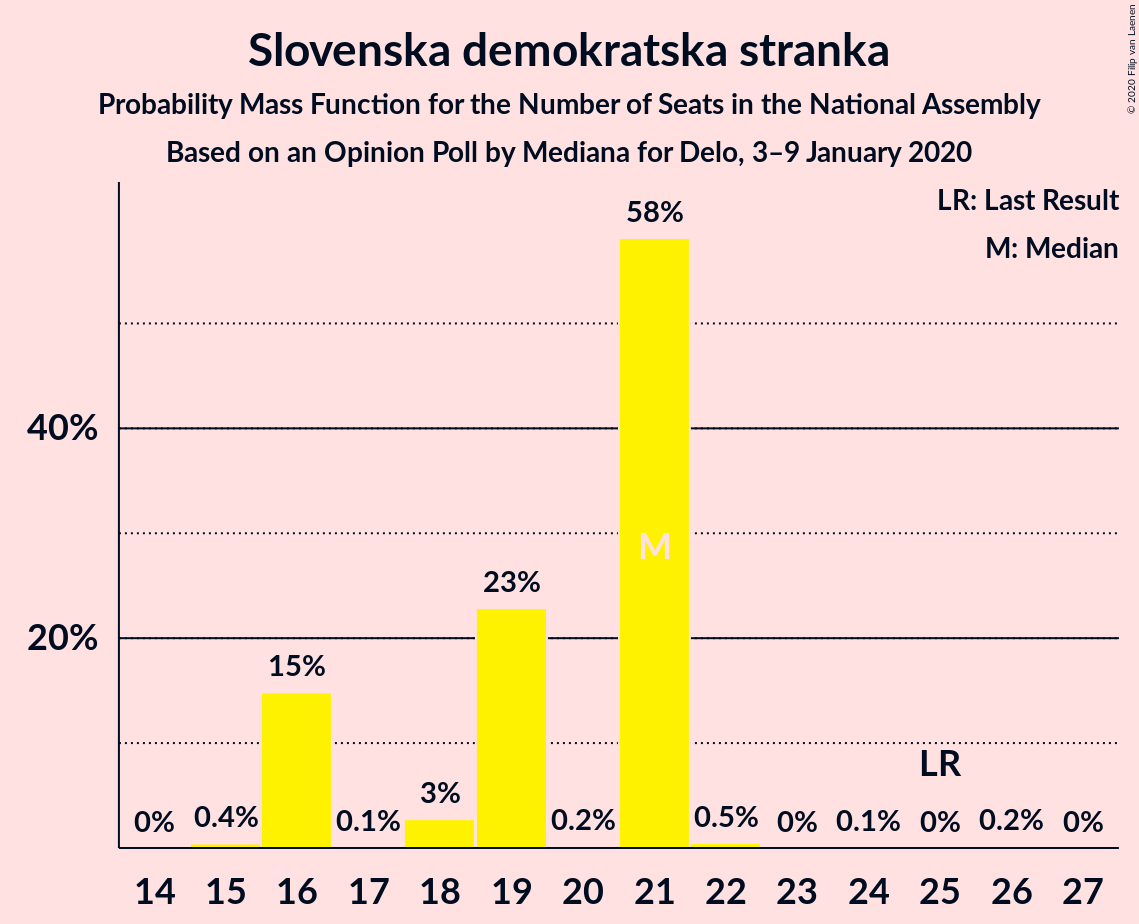 Slovenska demokratska stranka
Probability Mass Function for the Number of Seats in the National Assembly
Based on an Opinion Poll by Mediana for Delo, 3–9 January 2020
© 2020 Filip van Laenen
LR: Last Result
M: Median
58%
40%
M
23%
20%
15%
LR
0% 0.4% 0.1% 3% 0.2% 0.5% 0% 0.1% 0% 0.2% 0%
14 15 16 17 18 19 20 21 22 23 24 25 26 27